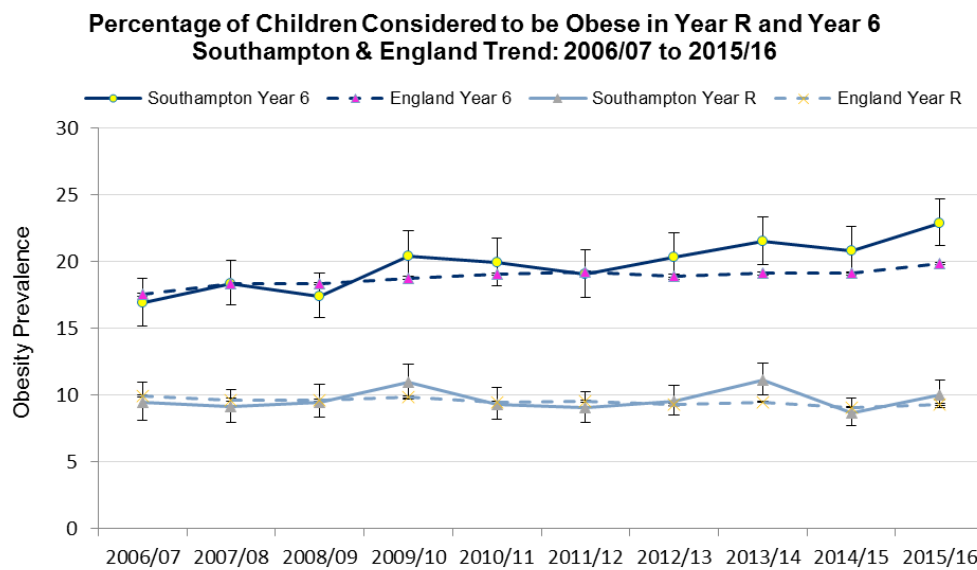 Percentage of Children Considered to be Obese in Year R and Year 6
Southampton & England Trend: 2006/07 to 2015/16
Southampton Year 6 England Year 6 Southampton Year R England Year R
30
25
20
15
10
5
0
Obesity Prevalence
2006/07 2007/08 2008/09 2009/10 2010/11 2011/12 2012/13 2013/14 2014/15 2015/16